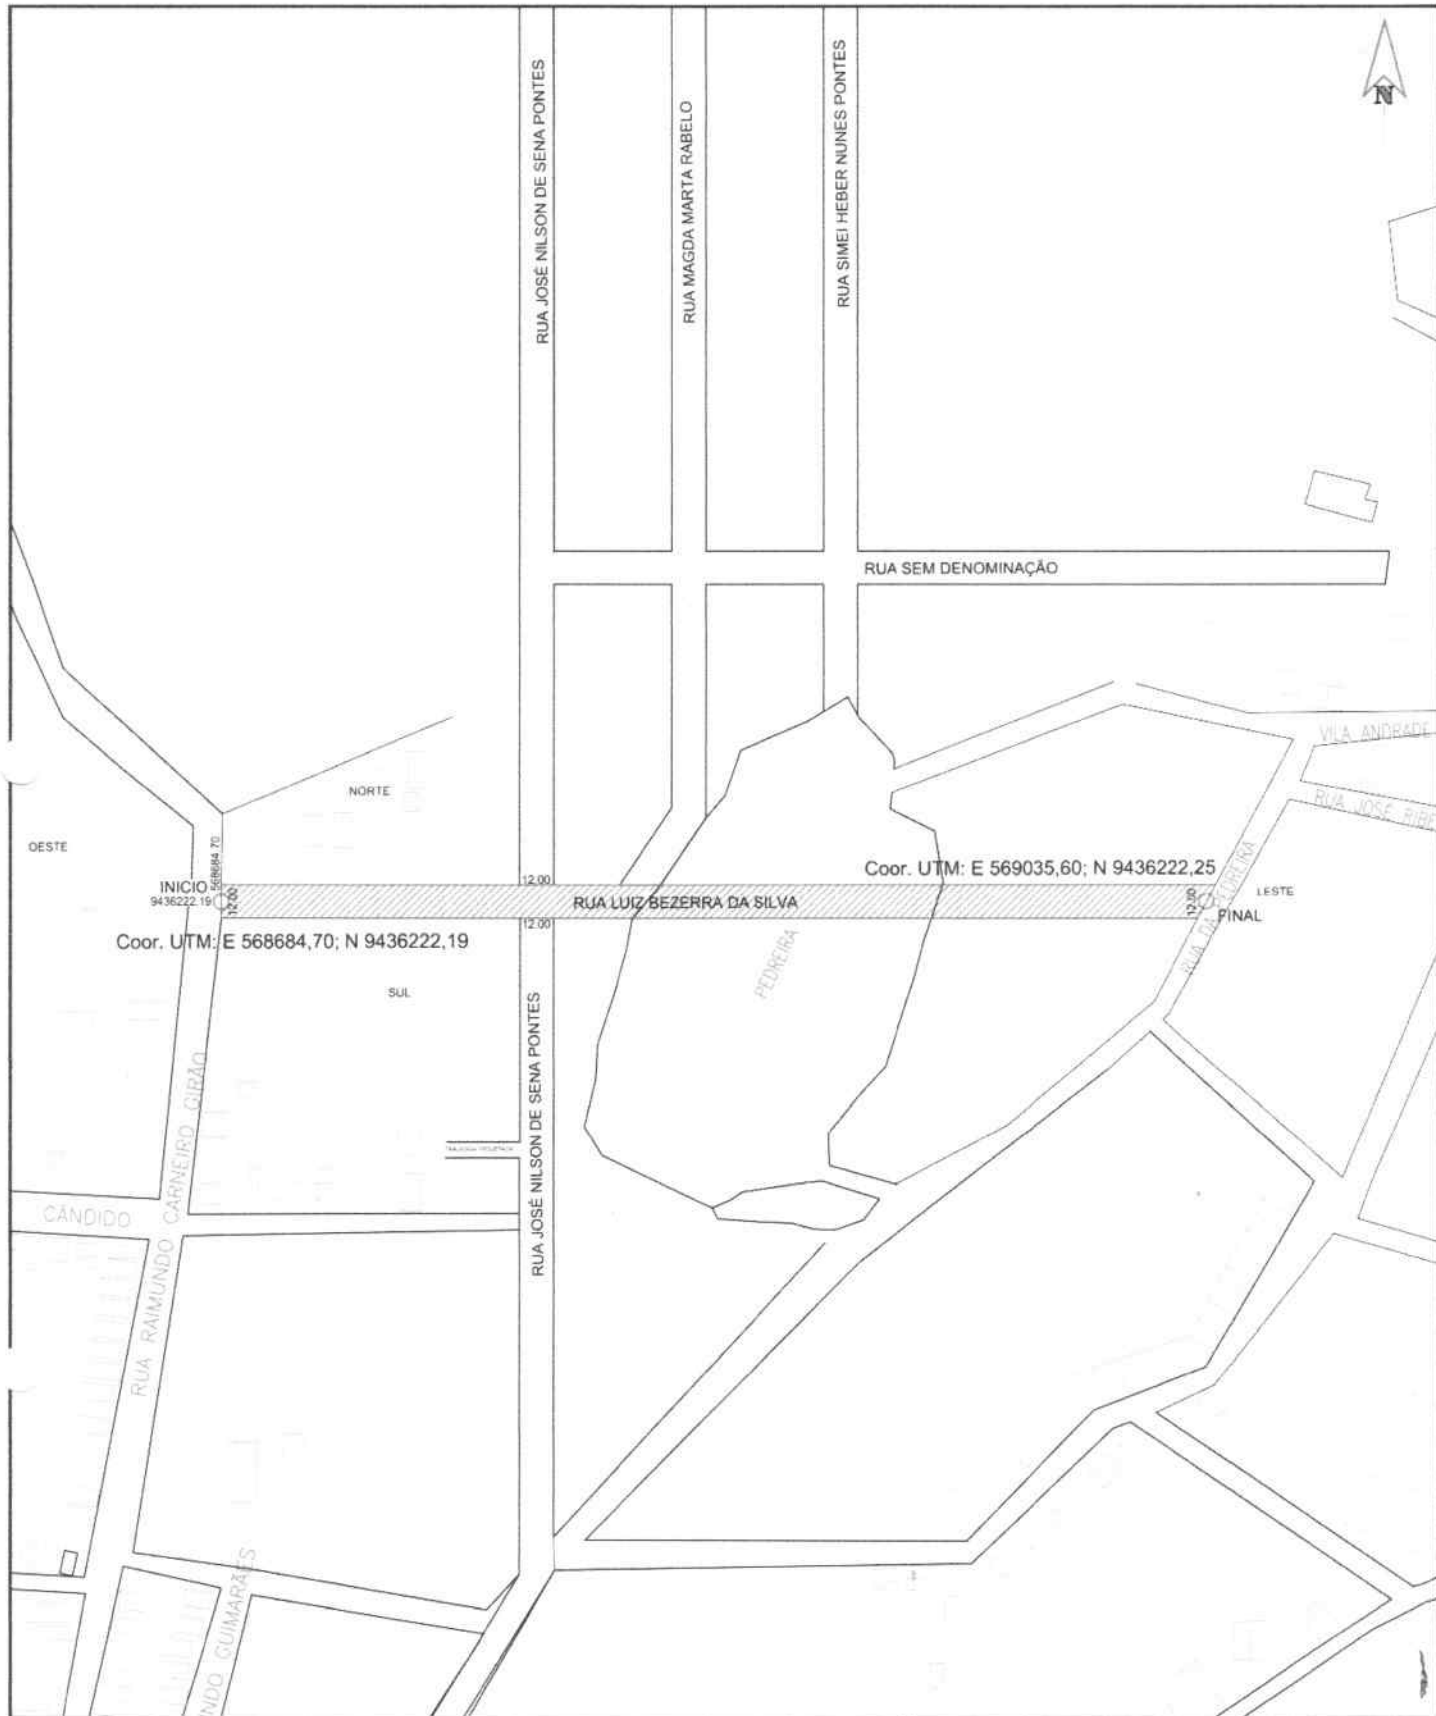 N
RUA JOSÉ NILSON DE SENA PONTES
RUA MAGDA MARTA RABELO
RUA SIMEI HEBER NUNES PONTES
RUA SEM DENOMINAÇÃO
VILA ANDRADE
RUA JOSÉ RIBE
NORTE
OESTE
568684.70
INICIO
9436222.19
12.00
12.00
Coor. UTM: E 569035,60; N 9436222,25
RUA LUIZ BEZERRA DA SILVA
12.00
LESTE
FINAL
RUA DA PEDREIRA
12.00
Coor. UTM: E 568684,70; N 9436222,19
PEDREIRA
SUL
RUA JOSÉ NILSON DE SENA PONTES
CÂNDIDO
RUA RAIMUNDO CARNEIRO GIRÃO
NDO GUIMARÃES